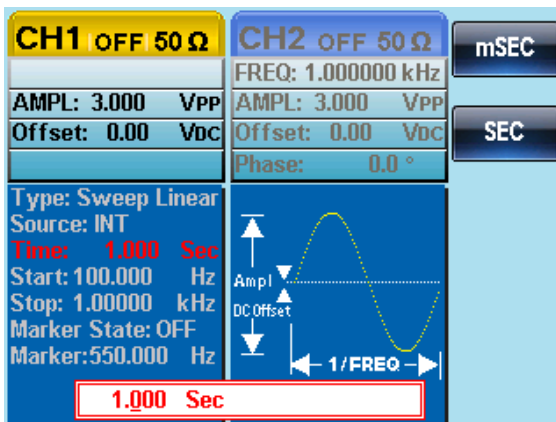 CH1 OFF 50 Ω
AMPL: 3.000 VPP
Offset: 0.00 VDC
CH2 OFF 50 Ω
FREQ: 1.000000 kHz
AMPL: 3.000 VPP
Offset: 0.00 VDC
Phase: 0.0 °
mSEC
SEC
Type: Sweep Linear
Source: INT
Time: 1.000 Sec
Start: 100.000 Hz
Stop: 1.00000 kHz
Marker State: OFF
Marker:550.000 Hz
Ampl
DC Offset
1/FREQ
1.000 Sec